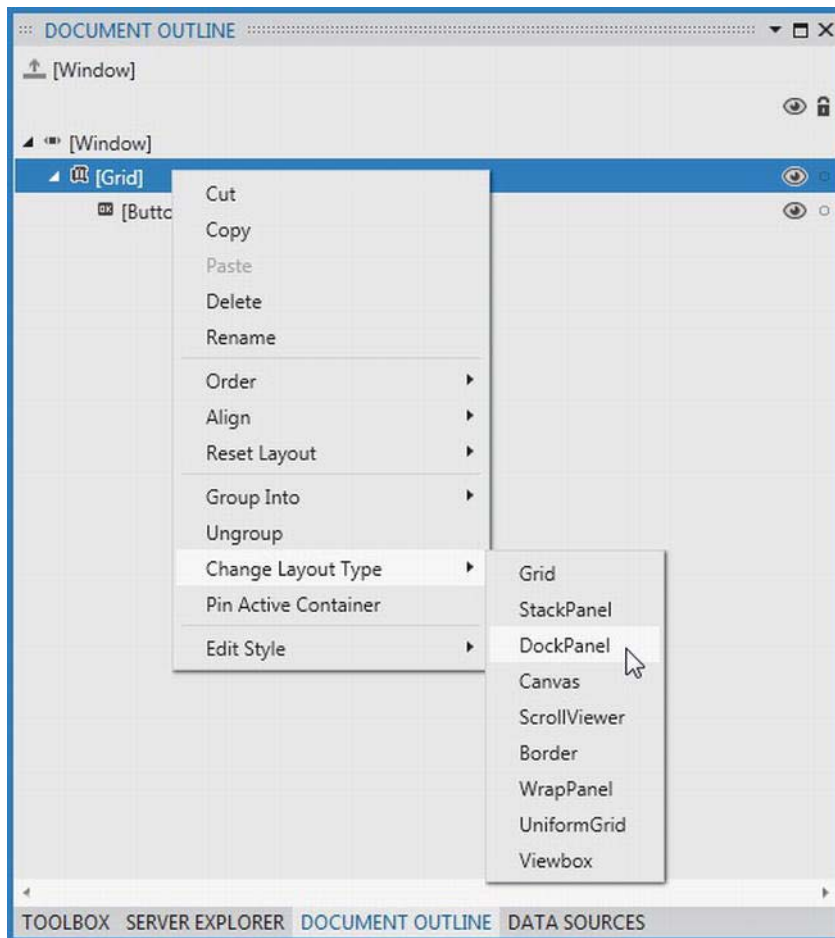 DOCUMENT OUTLINE
[Window]
[Window]
[Grid]
[Butto
Cut
Copy
Paste
Delete
Rename
Order
Align
Reset Layout
Group Into
Ungroup
Change Layout Type
Pin Active Container
Edit Style
Grid
StackPanel
DockPanel
Canvas
ScrollViewer
Border
WrapPanel
UniformGrid
Viewbox
TOOLBOX SERVER EXPLORER DOCUMENT OUTLINE DATA SOURCES